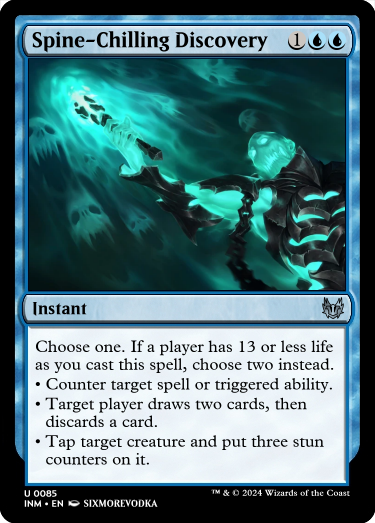 Spine-Chilling Discovery 1
Instant
Choose one. If a player has 13 or less life
as you cast this spell, choose two instead.
• Counter target spell or triggered ability.
• Target player draws two cards, then
discards a card.
• Tap target creature and put three stun
counters on it.
U 0085
INM • EN SIXMOREVODKA
™ & © 2024 Wizards of the Coast